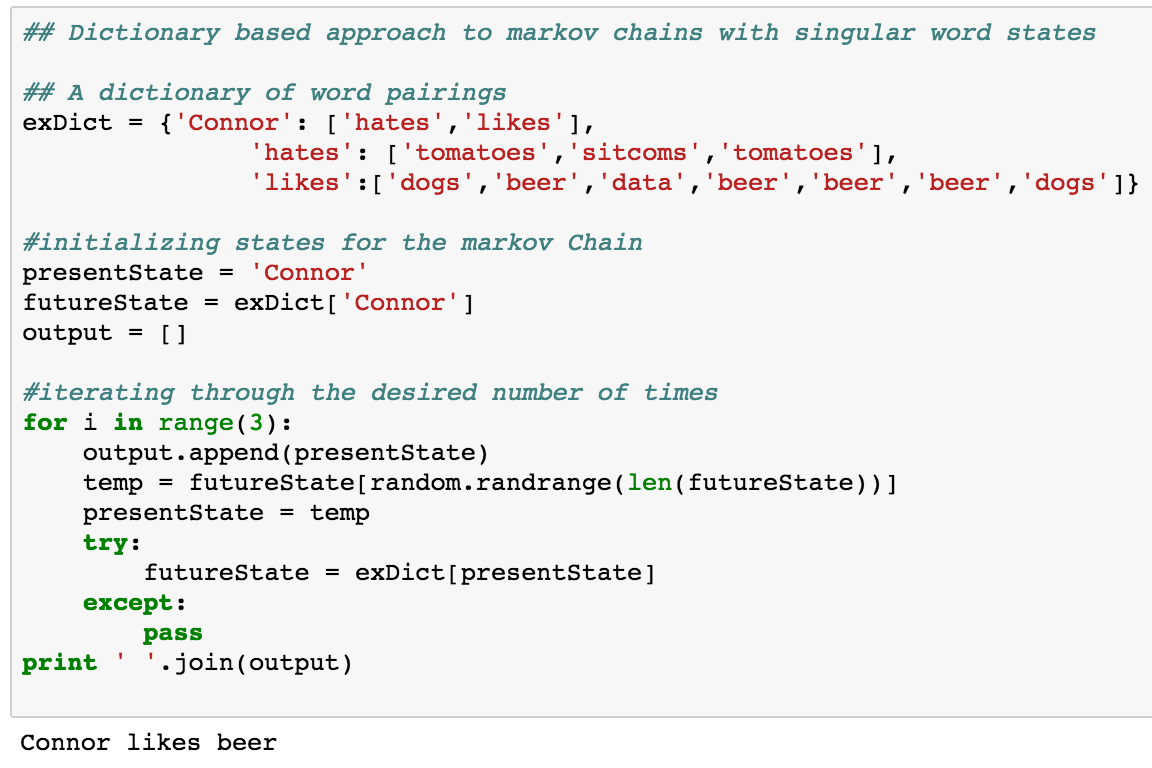 ## Dictionary based approach to markov chains with singular word states

## A dictionary of word pairings
exDict = {'Connor': ['hates','likes'],
               'hates': ['tomatoes','sitcoms','tomatoes'],
               'likes':['dogs','beer','data','beer','beer','beer','dogs']}

#initializing states for the markov Chain
presentState = 'Connor'
futureState = exDict['Connor']
output = []

#iterating through the desired number of times
for i in range(3):
    output.append(presentState)
    temp = futureState[random.randrange(len(futureState))]
    presentState = temp
    try:
        futureState = exDict[presentState]
    except:
        pass
print ' '.join(output)

Connor likes beer